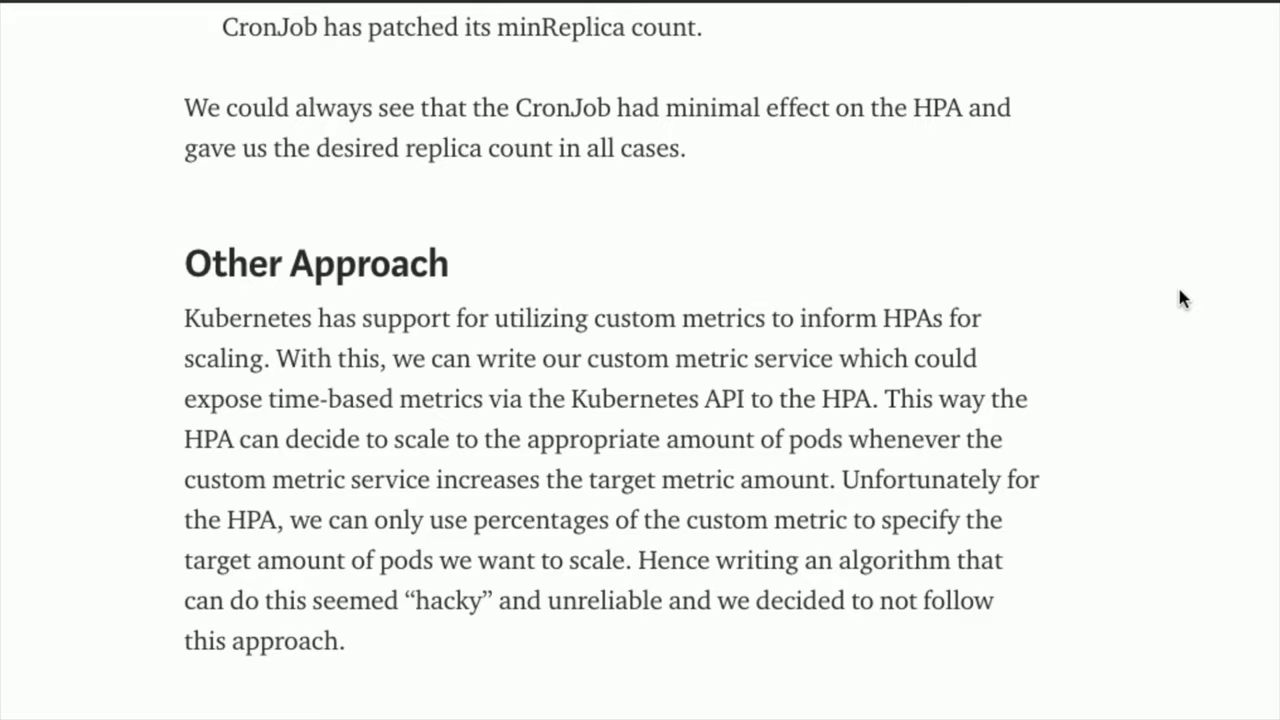 CronJob has patched its minReplica count.
We could always see that the CronJob had minimal effect on the HPA and
gave us the desired replica count in all cases.
Other Approach
Kubernetes has support for utilizing custom metrics to inform HPAs for
scaling. With this, we can write our custom metric service which could
expose time-based metrics via the Kubernetes API to the HPA. This way the
HPA can decide to scale to the appropriate amount of pods whenever the
custom metric service increases the target metric amount. Unfortunately for
the HPA, we can only use percentages of the custom metric to specify the
target amount of pods we want to scale. Hence writing an algorithm that
can do this seemed “hacky” and unreliable and we decided to not follow
this approach.